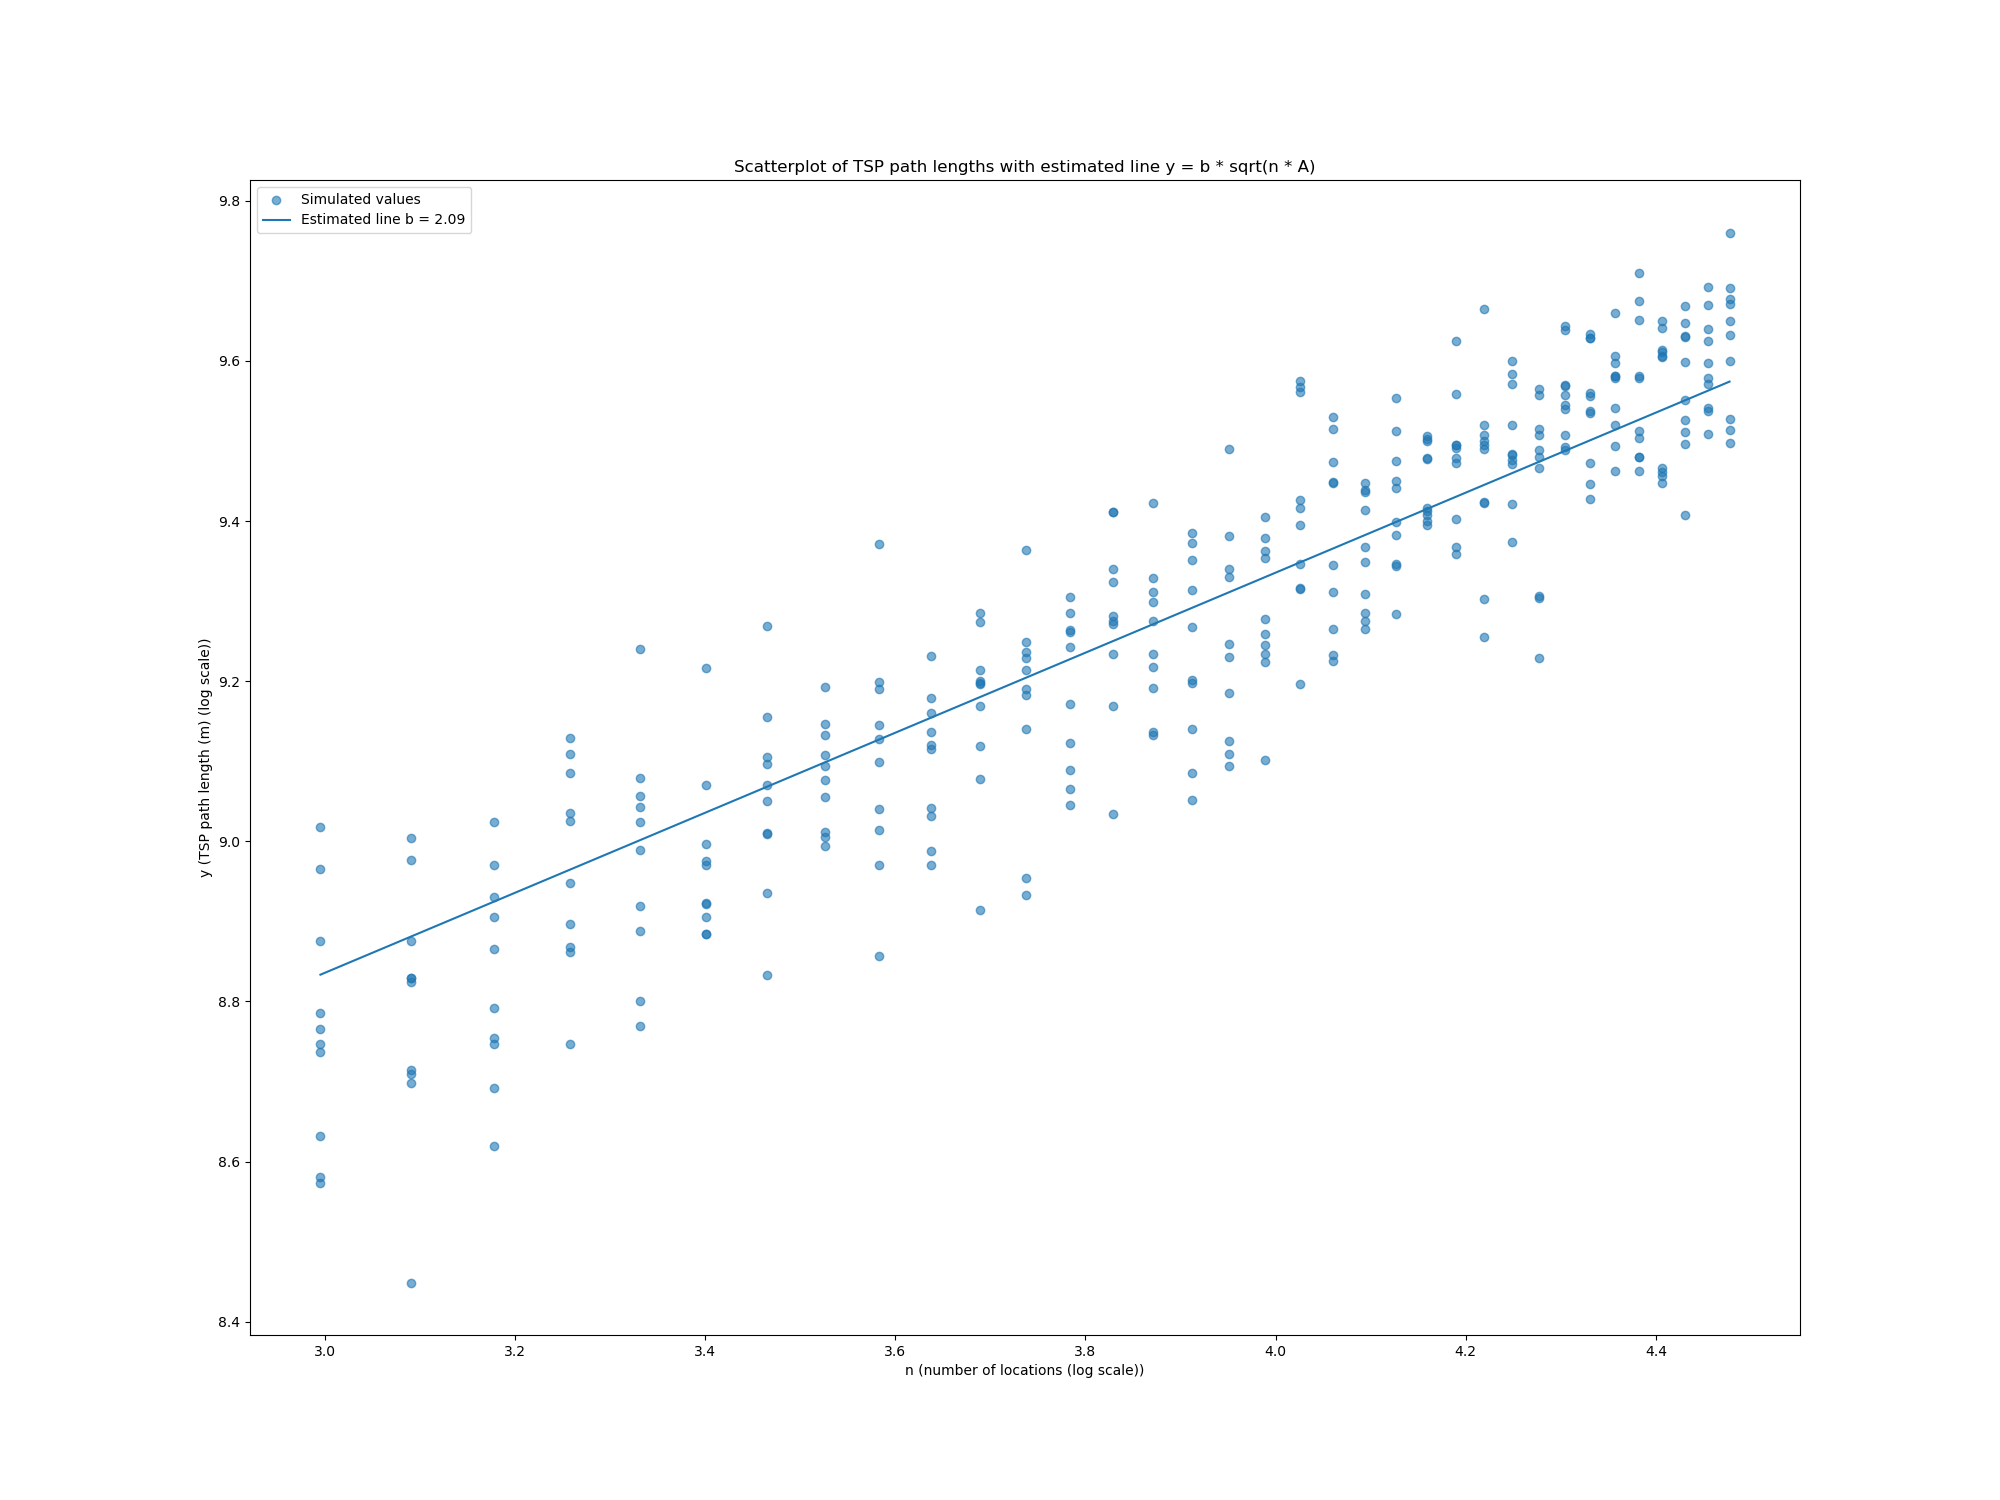 Scatterplot of TSP path lengths with estimated line y = b * sqrt(n * A)
Simulated values
Estimated line b = 2.09
9.8
9.6
9.4
9.2
9.0
8.8
8.6
8.4
y (TSP path length (m) (log scale))
3.0 3.2 3.4 3.6 3.8 4.0 4.2 4.4
n (number of locations (log scale))